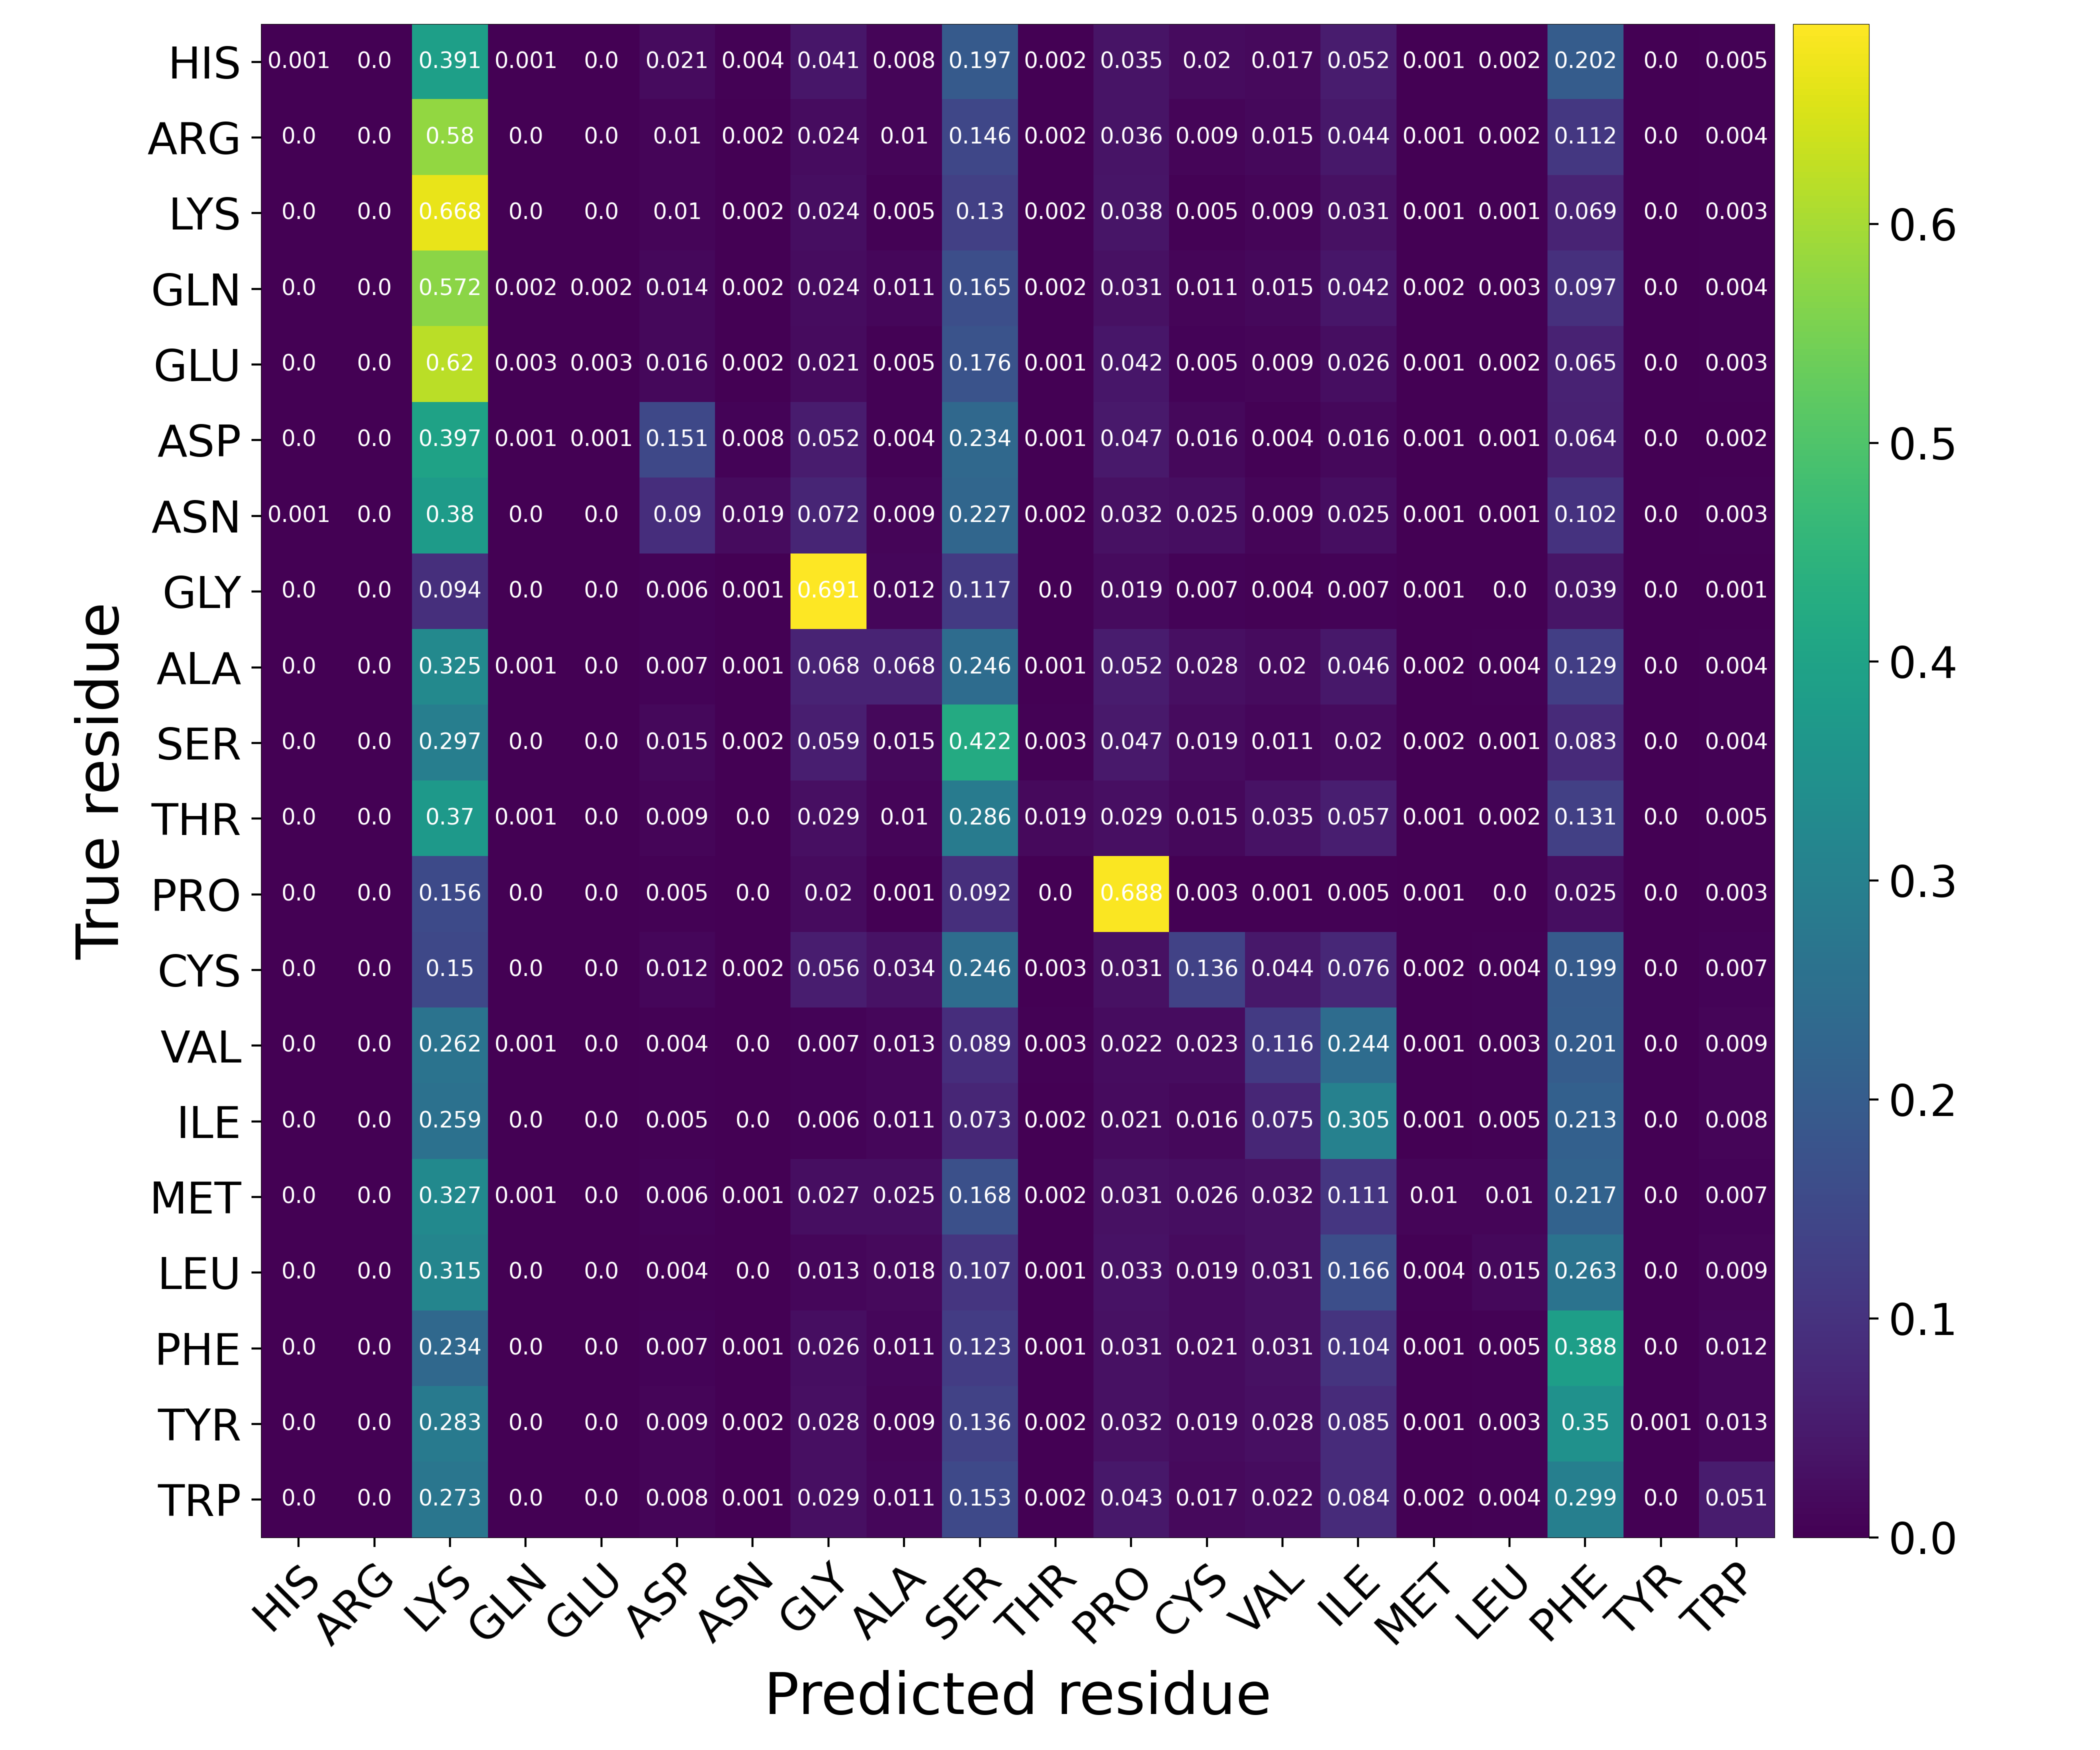 HIS 0.001 0.0 0.391 0.001 0.0 0.021 0.004 0.041 0.008 0.197 0.002 0.035 0.02 0.017 0.052 0.001 0.002 0.202 0.0 0.005
ARG 0.0 0.0 0.58 0.0 0.0 0.01 0.002 0.024 0.01 0.146 0.002 0.036 0.009 0.015 0.044 0.001 0.002 0.112 0.0 0.004
LYS 0.0 0.0 0.668 0.0 0.0 0.01 0.002 0.024 0.005 0.13 0.002 0.038 0.005 0.009 0.031 0.001 0.001 0.069 0.0 0.003
GLN 0.0 0.0 0.572 0.002 0.002 0.014 0.002 0.024 0.011 0.165 0.002 0.031 0.011 0.015 0.042 0.002 0.003 0.097 0.0 0.004
GLU 0.0 0.0 0.62 0.003 0.003 0.016 0.002 0.021 0.005 0.176 0.001 0.042 0.005 0.009 0.026 0.001 0.002 0.065 0.0 0.003
ASP 0.0 0.0 0.397 0.001 0.001 0.151 0.008 0.052 0.004 0.234 0.001 0.047 0.016 0.004 0.016 0.001 0.001 0.064 0.0 0.002
ASN 0.001 0.0 0.38 0.0 0.0 0.09 0.019 0.072 0.009 0.227 0.002 0.032 0.025 0.009 0.025 0.001 0.001 0.102 0.0 0.003
GLY 0.0 0.0 0.094 0.0 0.0 0.006 0.001 0.691 0.012 0.117 0.0 0.019 0.007 0.004 0.007 0.001 0.0 0.039 0.0 0.001
ALA 0.0 0.0 0.325 0.001 0.0 0.007 0.001 0.068 0.068 0.246 0.001 0.052 0.028 0.02 0.046 0.002 0.004 0.129 0.0 0.004
SER 0.0 0.0 0.297 0.0 0.0 0.015 0.002 0.059 0.015 0.422 0.003 0.047 0.019 0.011 0.02 0.002 0.001 0.083 0.0 0.004
THR 0.0 0.0 0.37 0.001 0.0 0.009 0.0 0.029 0.01 0.286 0.019 0.029 0.015 0.035 0.057 0.001 0.002 0.131 0.0 0.005
PRO 0.0 0.0 0.156 0.0 0.0 0.005 0.0 0.02 0.001 0.092 0.0 0.688 0.003 0.001 0.005 0.001 0.0 0.025 0.0 0.003
CYS 0.0 0.0 0.15 0.0 0.0 0.012 0.002 0.056 0.034 0.246 0.003 0.031 0.136 0.044 0.076 0.002 0.004 0.199 0.0 0.007
VAL 0.0 0.0 0.262 0.001 0.0 0.004 0.0 0.007 0.013 0.089 0.003 0.022 0.023 0.116 0.244 0.001 0.003 0.201 0.0 0.009
ILE 0.0 0.0 0.259 0.0 0.0 0.005 0.0 0.006 0.011 0.073 0.002 0.021 0.016 0.075 0.305 0.001 0.005 0.213 0.0 0.008
MET 0.0 0.0 0.327 0.001 0.0 0.006 0.001 0.027 0.025 0.168 0.002 0.031 0.026 0.032 0.111 0.01 0.01 0.217 0.0 0.007
LEU 0.0 0.0 0.315 0.0 0.0 0.004 0.0 0.013 0.018 0.107 0.001 0.033 0.019 0.031 0.166 0.004 0.015 0.263 0.0 0.009
PHE 0.0 0.0 0.234 0.0 0.0 0.007 0.001 0.026 0.011 0.123 0.001 0.031 0.021 0.031 0.104 0.001 0.005 0.388 0.0 0.012
TYR 0.0 0.0 0.283 0.0 0.0 0.009 0.002 0.028 0.009 0.136 0.002 0.032 0.019 0.028 0.085 0.001 0.003 0.35 0.001 0.013
TRP 0.0 0.0 0.273 0.0 0.0 0.008 0.001 0.029 0.011 0.153 0.002 0.043 0.017 0.022 0.084 0.002 0.004 0.299 0.0 0.051
HIS ARG LYS GLN GLU ASP ASN GLY ALA SER THR PRO CYS VAL ILE MET LEU PHE TYR TRP
Predicted residue
True residue
0.6
0.5
0.4
0.3
0.2
0.1
0.0